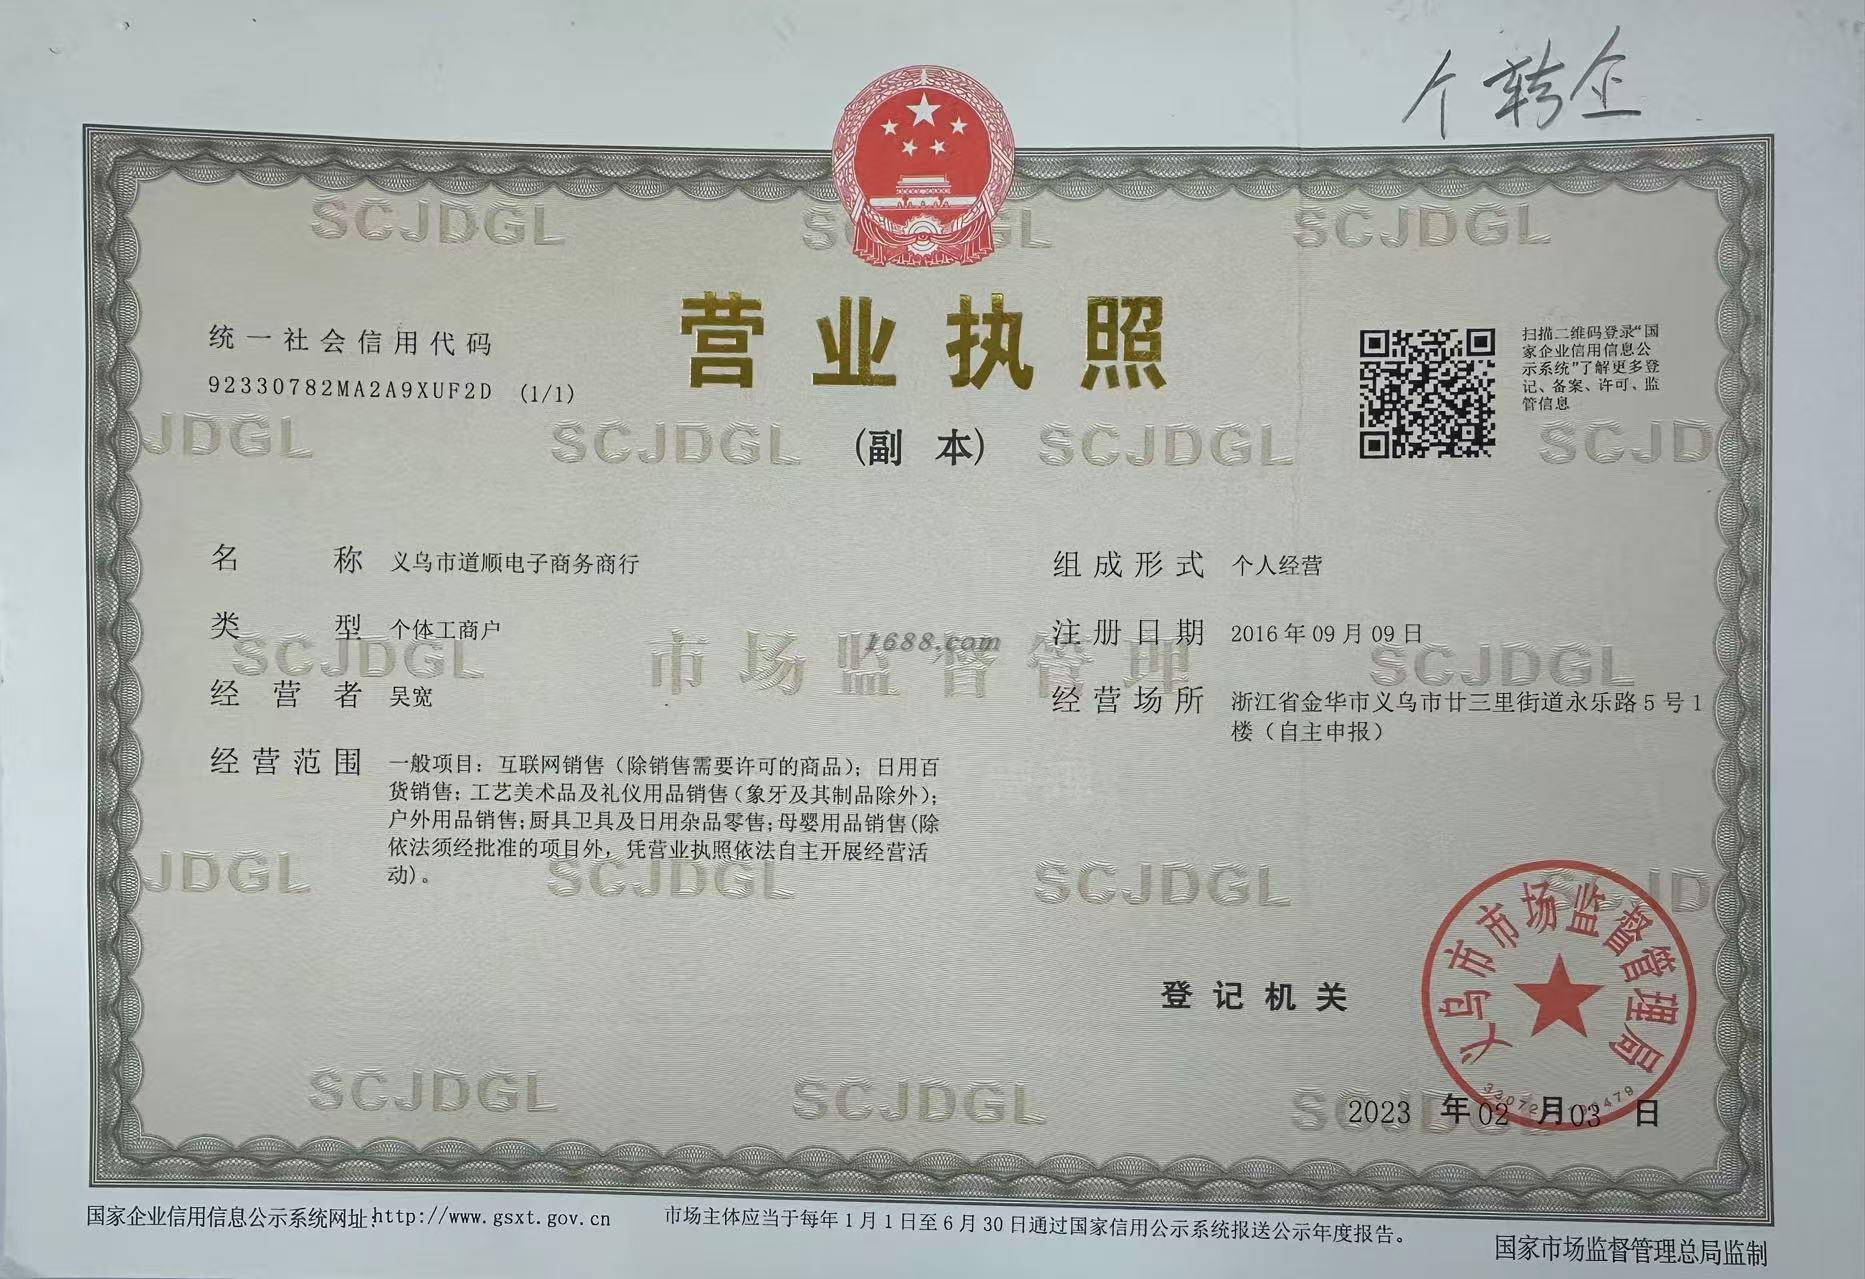 个转企
SCJDGL SCJDGL
营业执照
(副 本)
统一社会信用代码
92330782MA2A9XUF2D (1/1)
扫描二维码登录“国
家企业信用信息公
示系统”了解更多登
记、备案、许可、监
管信息
JDGL SCJDGL SCJDGL SCJD
名 称 义乌市道顺电子商务商行
类 型 个体工商户
经 营 者 吴宽
经营范围 一般项目：互联网销售（除销售需要许可的商品）；日用百
货销售；工艺美术品及礼仪用品销售（象牙及其制品除外）；
户外用品销售；厨具卫具及日用杂品零售；母婴用品销售(除
依法须经批准的项目外，凭营业执照依法自主开展经营活
动)。
组成形式 个人经营
注册日期 2016年09月09日
经营场所 浙江省金华市义乌市廿三里街道永乐路5号1
楼（自主申报）
SCJDGL 市场监督管理 SCJDGL
1688.com
JDGL SCJDGL SCJDGL
登记机关
义乌市市场监督管理局
2023 年02 月03 日
SCJDGL SCJDGL
国家企业信用信息公示系统网址:http://www.gsxt.gov.cn
市场主体应当于每年1月1日至6月30日通过国家信用公示系统报送公示年度报告。
国家市场监督管理总局监制